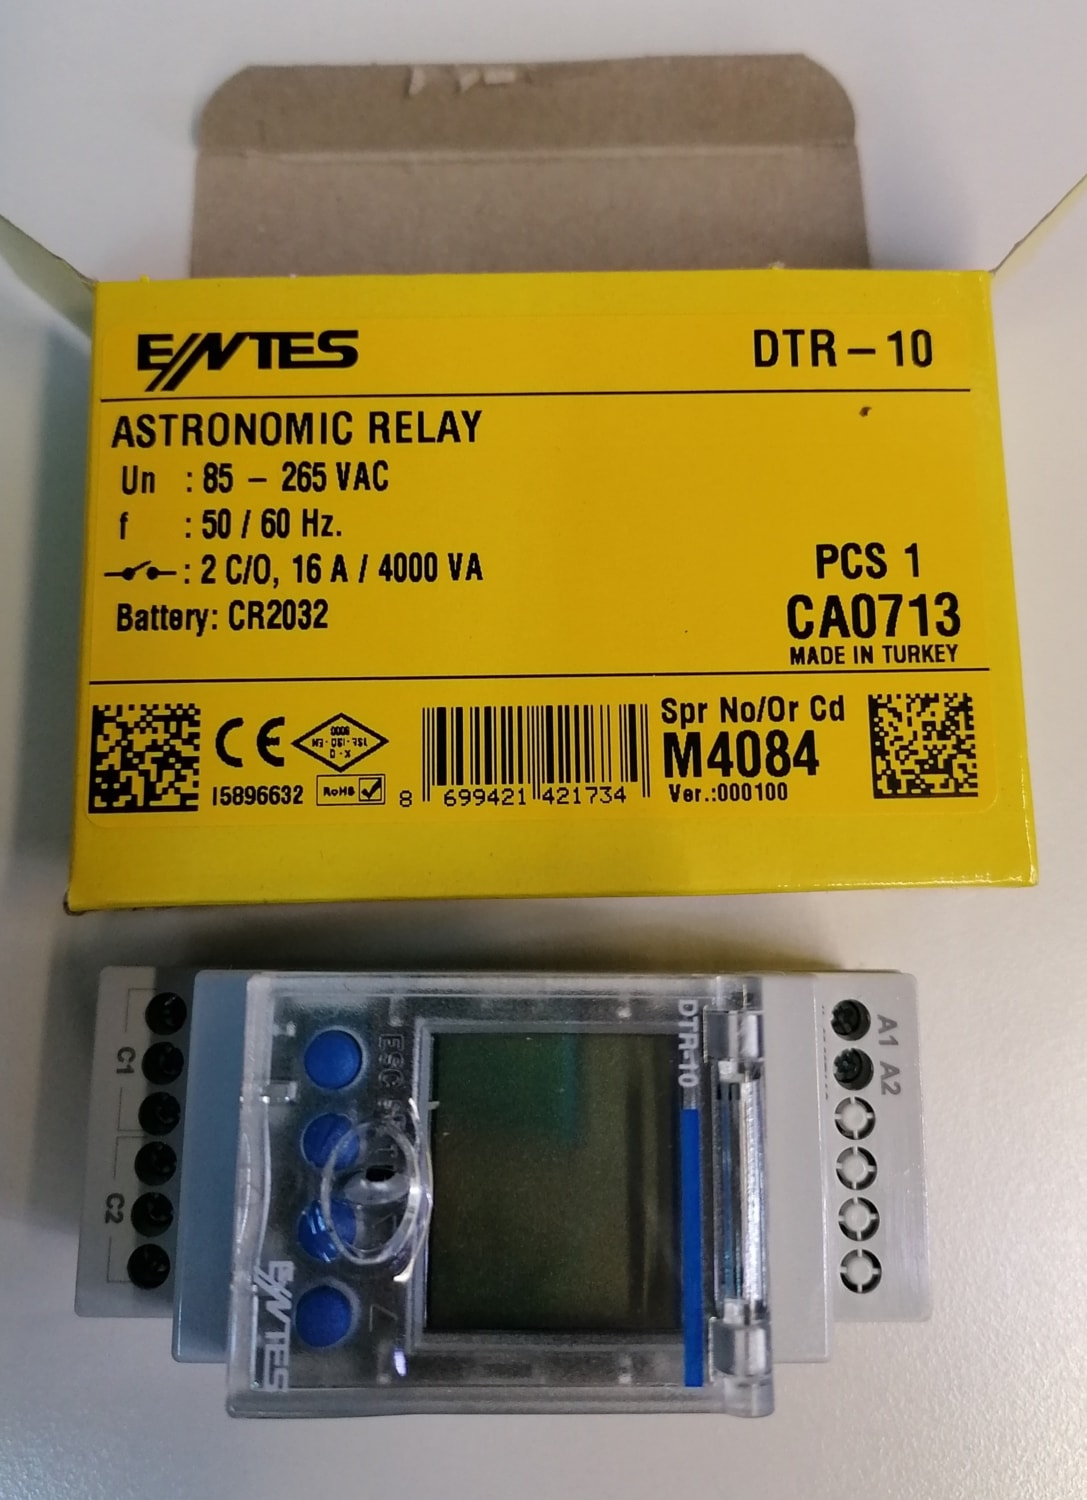 ENTES
DTR - 10
ASTRONOMIC RELAY
Un : 85 - 265 VAC
f : 50 / 60 Hz.
: 2 C/O, 16 A / 4000 VA
Battery: CR2032
PCS 1
CA0713
MADE IN TURKEY
CE
I5896632
RoHS
8 699421 421734
Spr No/Or Cd
M4084
Ver.:000100
DTR-10
ESC
ENTES
C1
C2
A1 A2